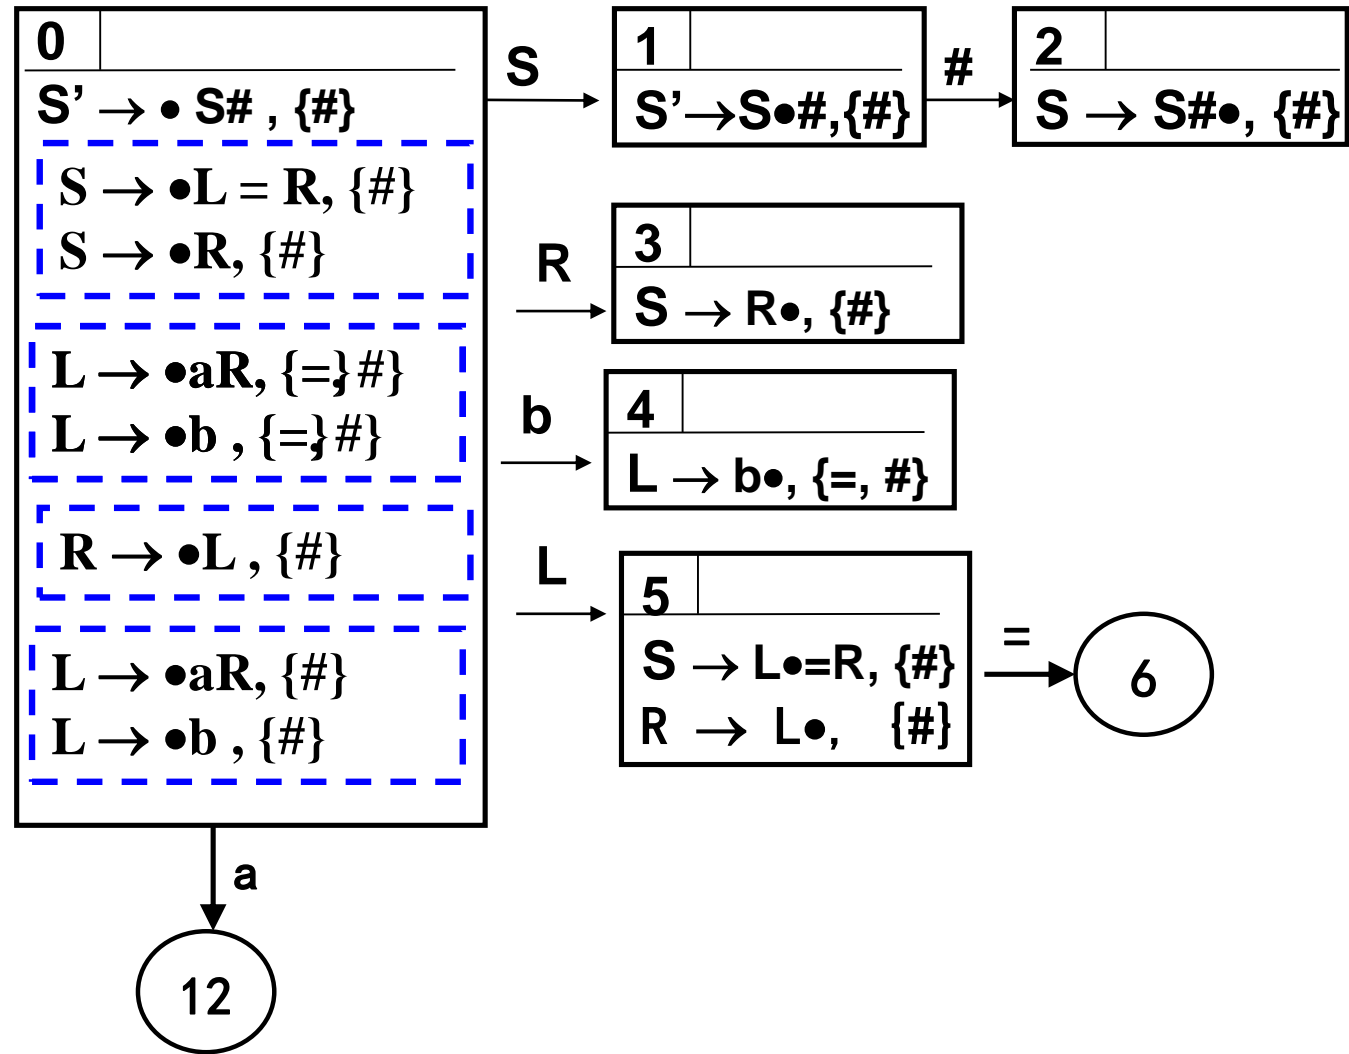 0
S’ → • S# , {#}
S → •L = R, {#}
S → •R, {#}
L → •aR, {=,} #}
L → •b , {=,} #}
R → •L , {#}
L → •aR, {#}
L → •b , {#}
a
12
S
1
S’→S•#,{#}
#
2
S → S#•, {#}
R
3
S → R•, {#}
b
4
L → b•, {=, #}
L
5
S → L•=R, {#}
R → L•, {#}
=
6